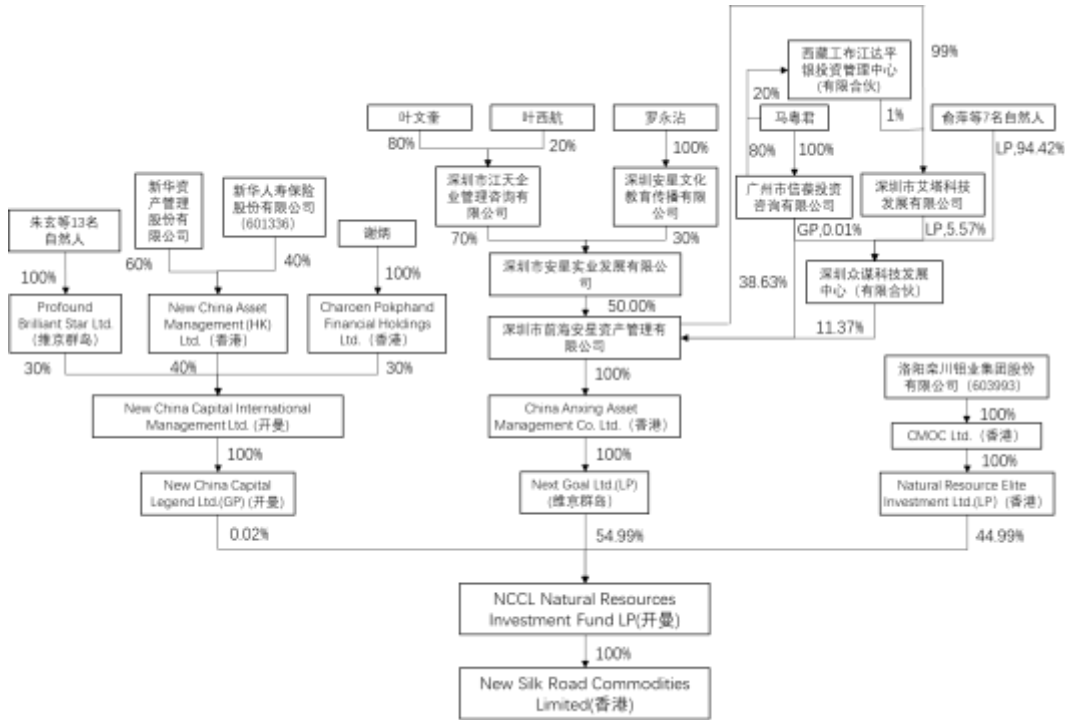 西藏工布江达平
银投资管理中心
(有限合伙)
99%
20%
1%
叶文奎
叶西航
罗永沾
马粤君
俞萍等7名自然人
80%
20%
100%
80%
100%
LP,94.42%
新华资
产管理
股份有
限公司
新华人寿保险
股份有限公司
(601336)
深圳市江天企
业管理咨询有
限公司
深圳安星文化
教育传播有限
公司
广州市信葆投资
咨询有限公司
深圳市艾塔科技
发展有限公司
朱玄等13名
自然人
谢炳
60%
40%
70%
30%
GP,0.01%
LP,5.57%
100%
100%
深圳市安星实业发展有限公
司
38.63%
深圳众谋科技发展
中心（有限合伙）
Profound
Brilliant Star Ltd.
（维京群岛）
New China Asset
Management(HK)
Ltd.（香港）
Charoen Pokphand
Financial Holdings
Ltd.（香港）
50.00%
深圳市前海安星资产管理有
限公司
11.37%
30%
40%
30%
100%
洛阳栾川钼业集团股份
有限公司（603993）
New China Capital International
Management Ltd. (开曼)
China Anxing Asset
Management Co. Ltd.（香港）
100%
CMOC Ltd.（香港）
100%
100%
100%
New China Capital
Legend Ltd.(GP) (开曼)
Next Goal Ltd.(LP)
(维京群岛)
Natural Resource Elite
Investment Ltd.(LP)（香港）
0.02%
54.99%
44.99%
NCCL Natural Resources
Investment Fund LP(开曼)
100%
New Silk Road Commodities
Limited(香港)